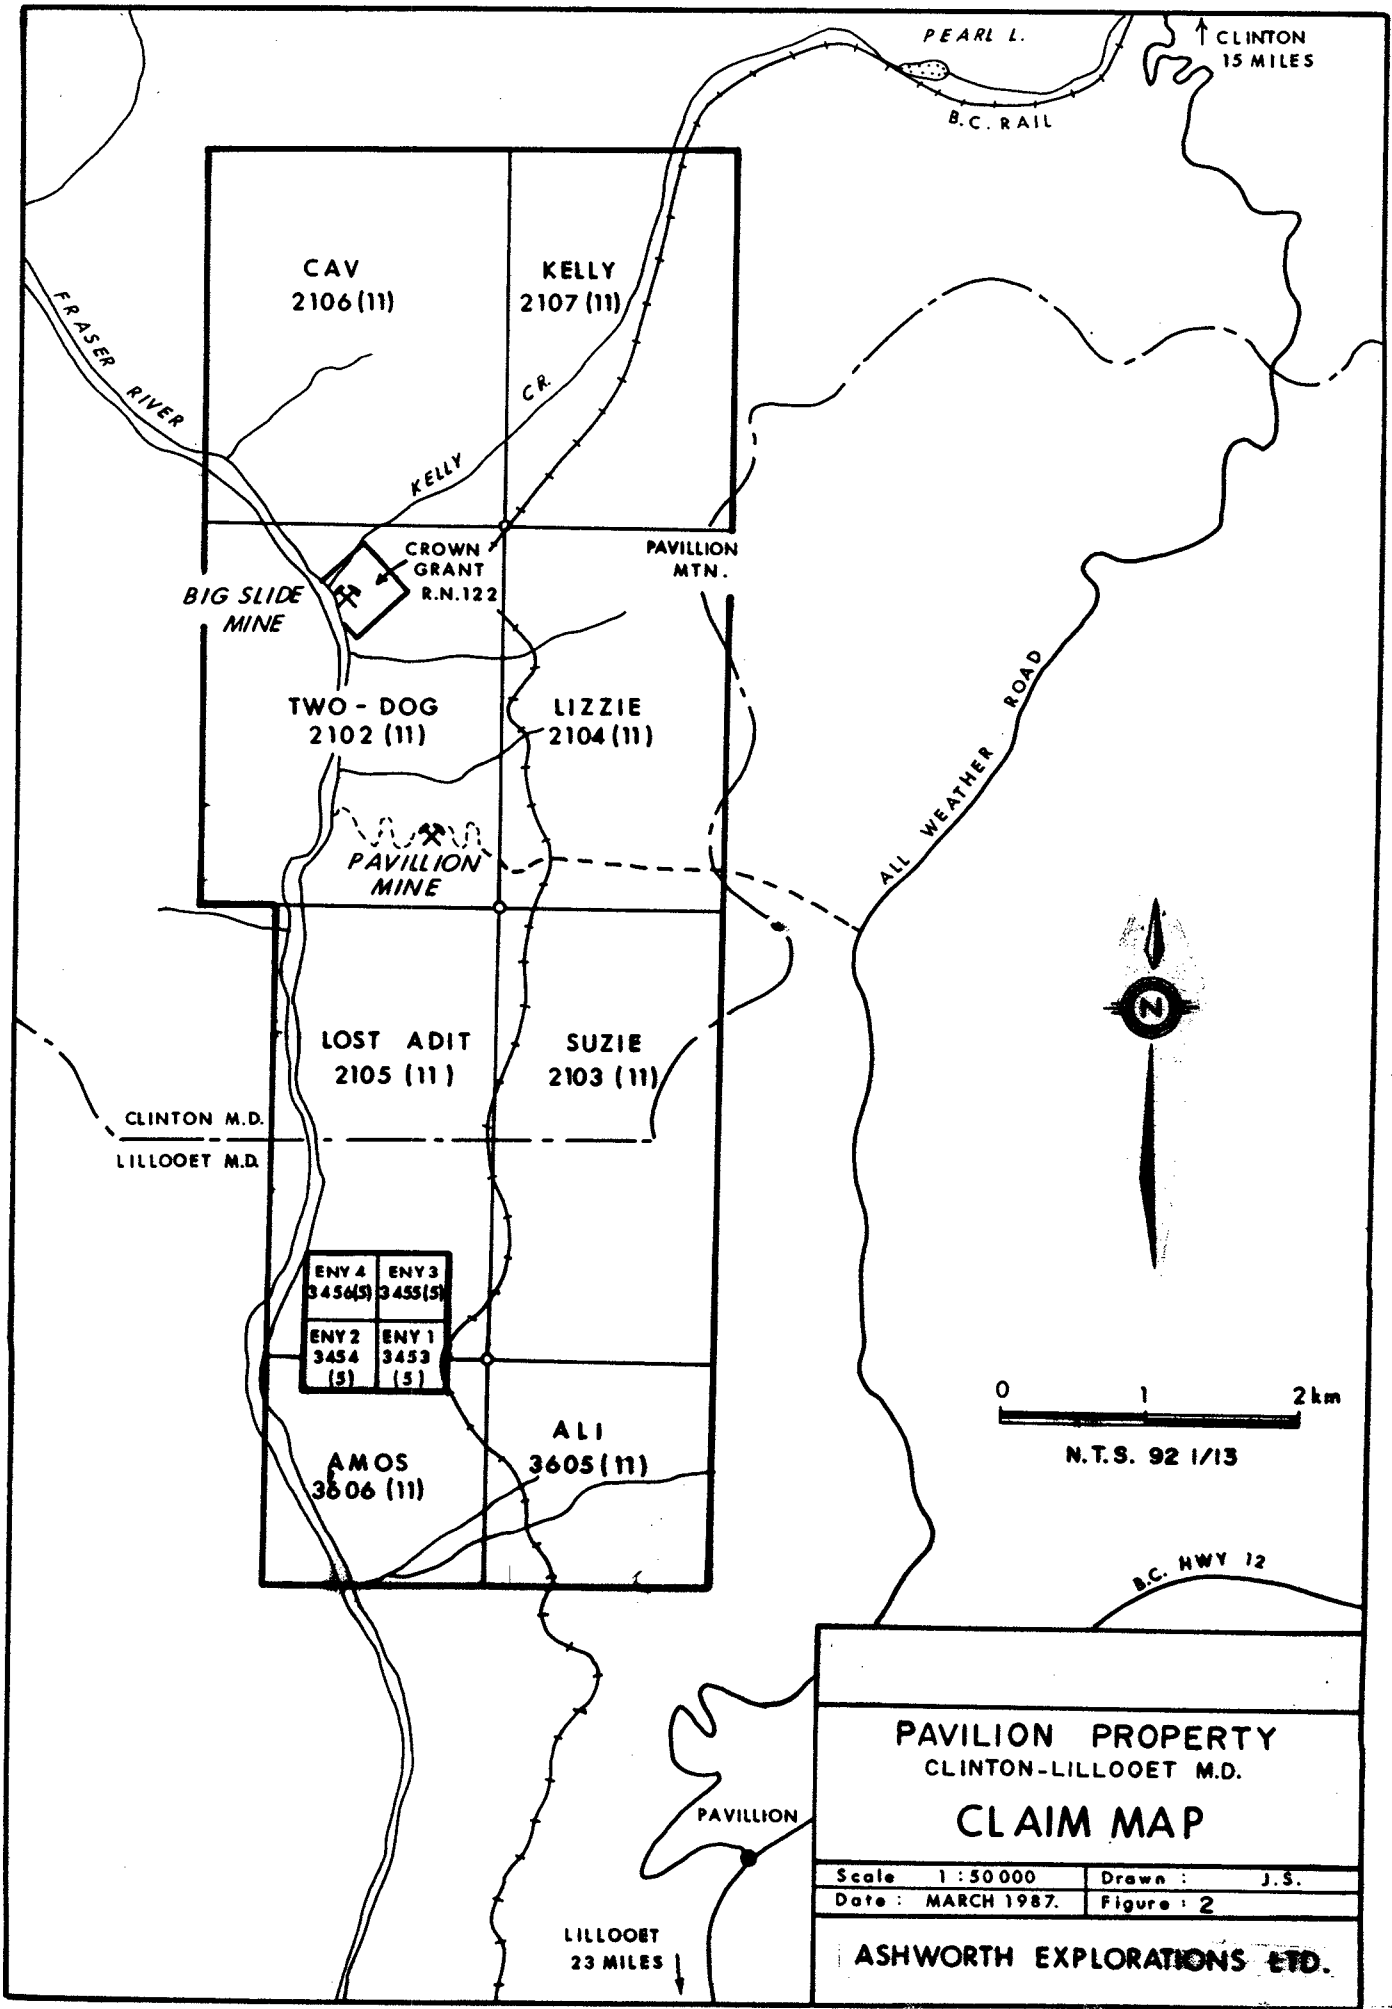 PEARL L.
CLINTON
15 MILES
B.C. RAIL
CAV
2106 (11)
KELLY
2107 (11)
FRASER RIVER
KELLY CR.
CROWN
GRANT
R.N. 122
PAVILLION
MTN.
BIG SLIDE
MINE
TWO - DOG
2102 (11)
LIZZIE
2104 (11)
ALL WEATHER ROAD
PAVILLION
MINE
N
LOST ADIT
2105 (11)
SUZIE
2103 (11)
CLINTON M.D.
LILLOOET M.D.
ENY 4
3456(5)
ENY 3
3455(5)
ENY 2
3454
(5)
ENY 1
3453
(5)
0 1 2 km
N.T.S. 92 I/13
ALI
3605 (11)
AMOS
3606 (11)
B.C. HWY 12
PAVILION PROPERTY
CLINTON-LILLOOET M.D.
CLAIM MAP
PAVILLION
Scale 1 : 50000
Drawn : J.S.
Date : MARCH 1987.
Figure : 2
LILLOOET
23 MILES
ASHWORTH EXPLORATIONS LTD.